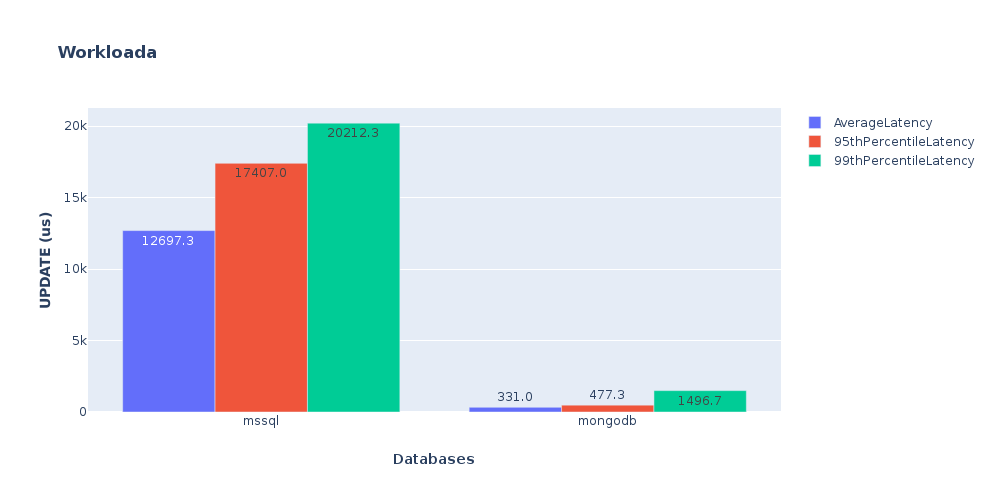 Workloada
20k
15k
10k
5k
0
UPDATE (us)
12697.3
17407.0
20212.3
331.0
477.3
1496.7
mssql
mongodb
Databases
AverageLatency
95thPercentileLatency
99thPercentileLatency